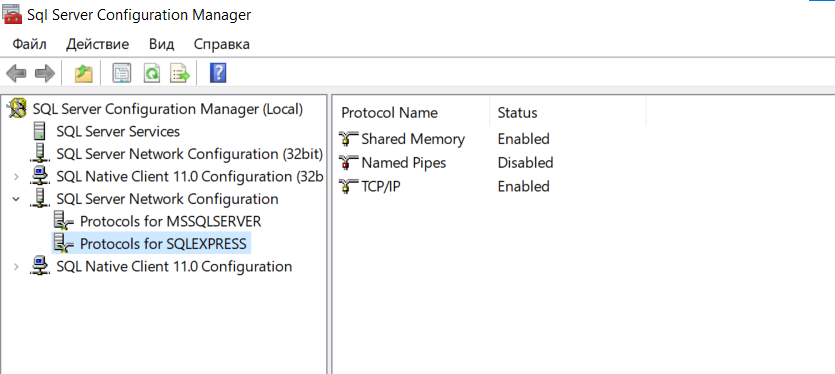 Sql Server Configuration Manager
Файл Действие Вид Справка
SQL Server Configuration Manager (Local)
SQL Server Services
SQL Server Network Configuration (32bit)
SQL Native Client 11.0 Configuration (32b
SQL Server Network Configuration
Protocols for MSSQLSERVER
Protocols for SQLEXPRESS
SQL Native Client 11.0 Configuration
Protocol Name Status
Shared Memory Enabled
Named Pipes Disabled
TCP/IP Enabled